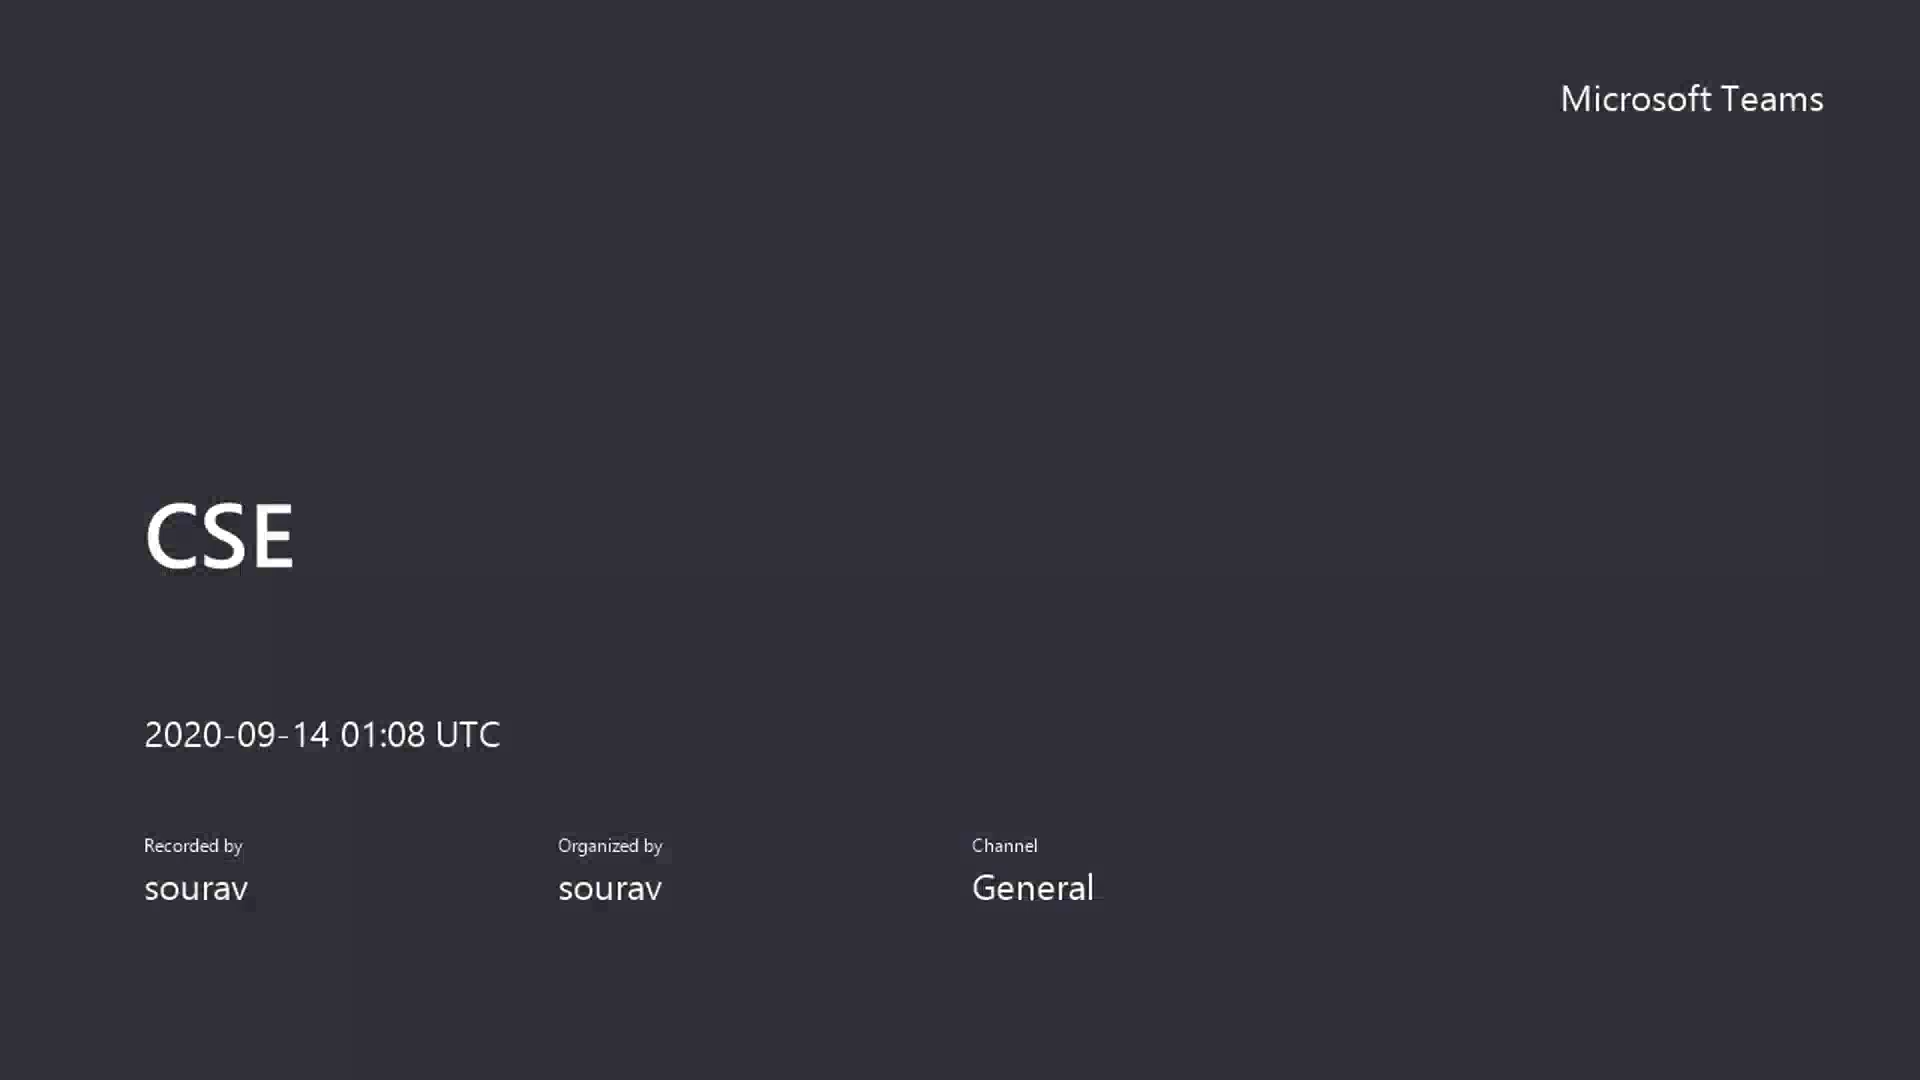 Microsoft Teams
CSE
2020-09-14 01:08 UTC
Recorded by
sourav
Organized by
sourav
Channel
General